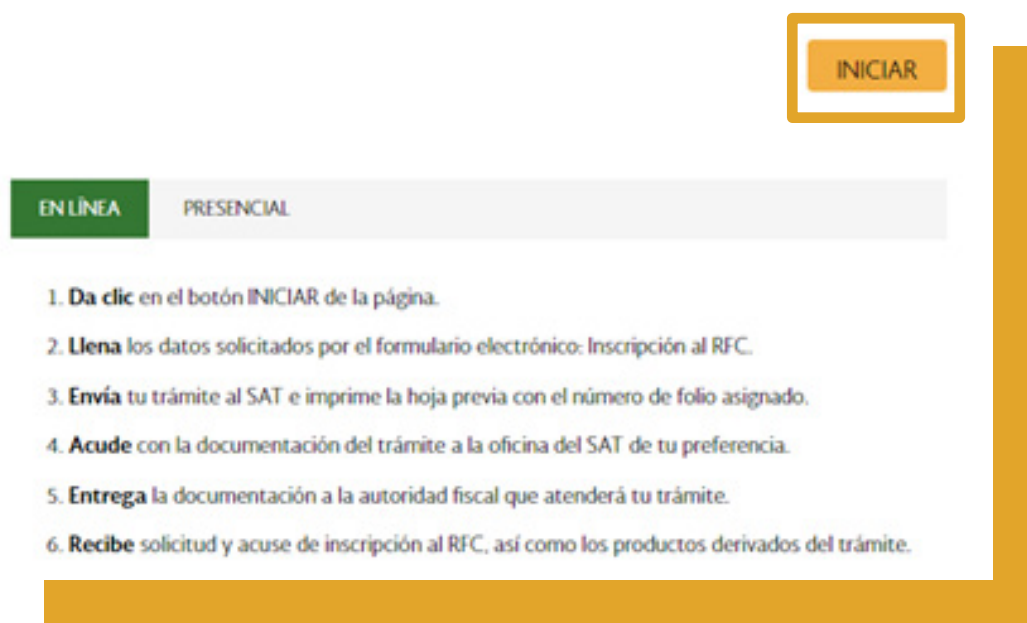 INICIAR
EN LÍNEA
PRESENCIAL
1. Da clic en el botón INICIAR de la página.
2. Llena los datos solicitados por el formulario electrónico: Inscripción al RFC.
3. Envía tu trámite al SAT e imprime la hoja previa con el número de folio asignado.
4. Acude con la documentación del trámite a la oficina del SAT de tu preferencia.
5. Entrega la documentación a la autoridad fiscal que atenderá tu trámite.
6. Recibe solicitud y acuse de inscripción al RFC, así como los productos derivados del trámite.